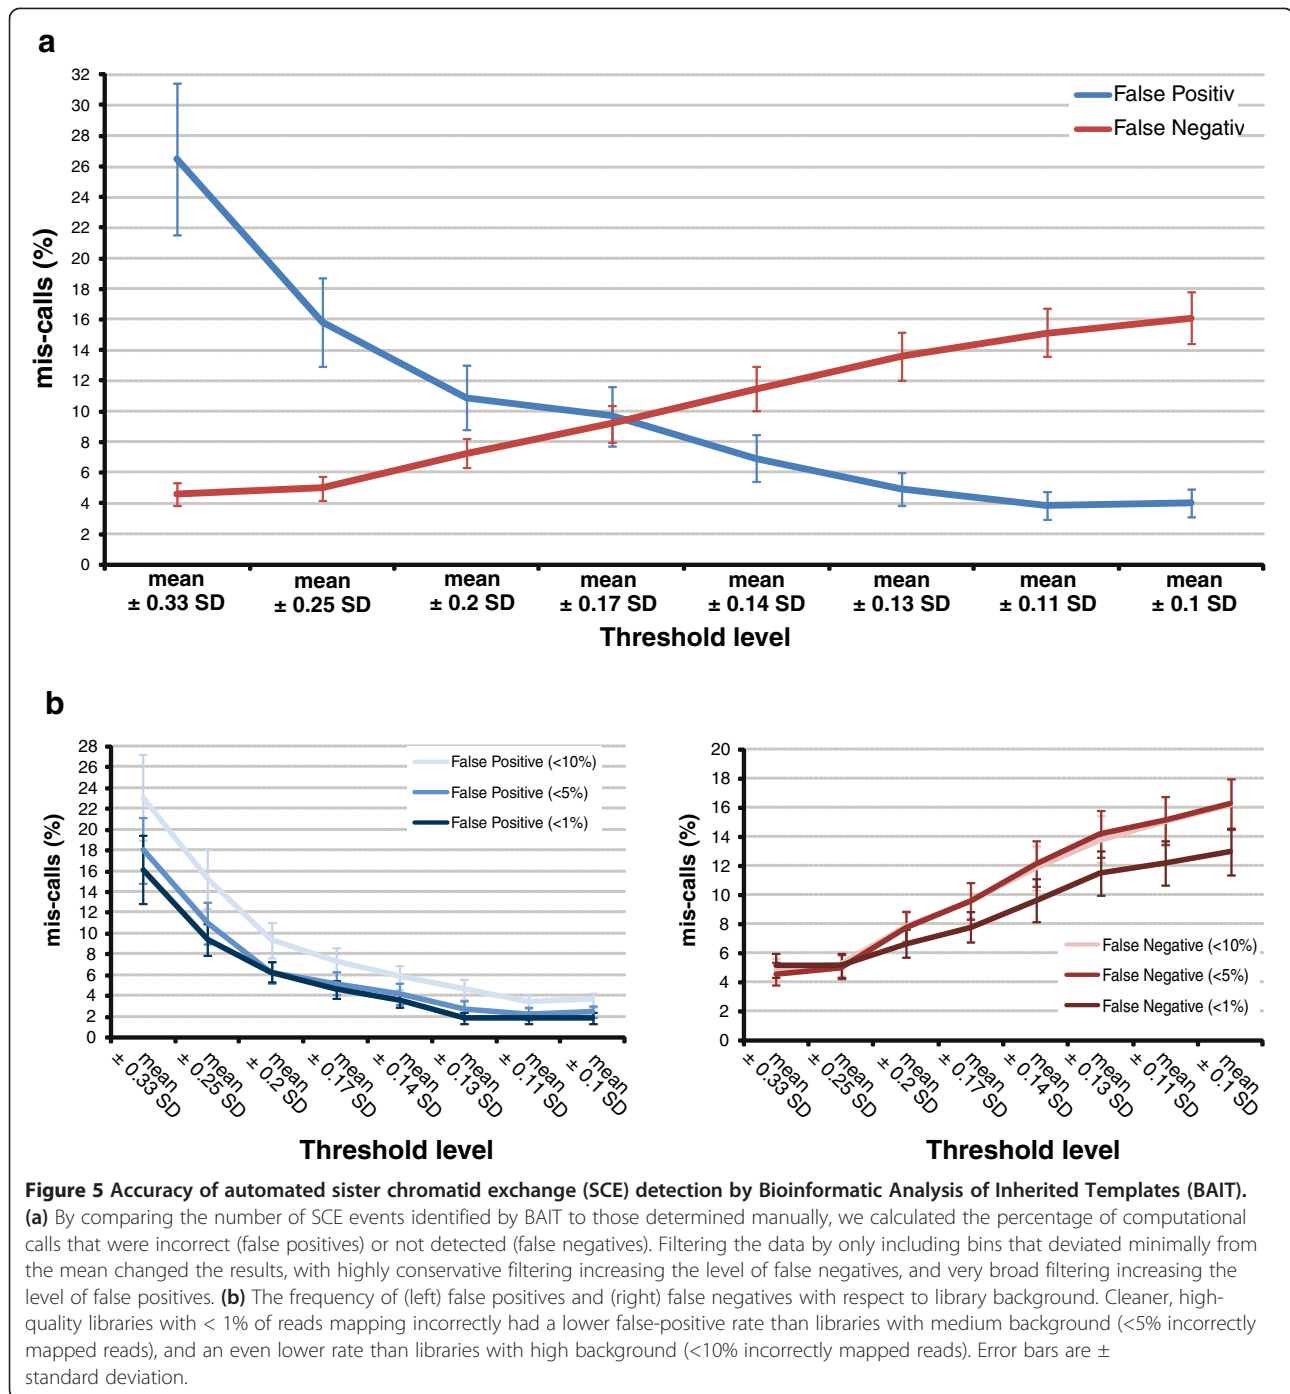 a
32
30
28
26
24
22
20
18
16
14
12
10
8
6
4
2
0
mis-calls (%)
False Positiv
False Negativ
mean ± 0.33 SD
mean ± 0.25 SD
mean ± 0.2 SD
mean ± 0.17 SD
mean ± 0.14 SD
mean ± 0.13 SD
mean ± 0.11 SD
mean ± 0.1 SD
Threshold level
b
28
26
24
22
20
18
16
14
12
10
8
6
4
2
0
mis-calls (%)
False Positive (<10%)
False Positive (<5%)
False Positive (<1%)
mean ± 0.33 SD
mean ± 0.25 SD
mean ± 0.2 SD
mean ± 0.17 SD
mean ± 0.14 SD
mean ± 0.13 SD
mean ± 0.11 SD
mean ± 0.1 SD
Threshold level
20
18
16
14
12
10
8
6
4
2
0
mis-calls (%)
False Negative (<10%)
False Negative (<5%)
False Negative (<1%)
mean ± 0.33 SD
mean ± 0.25 SD
mean ± 0.2 SD
mean ± 0.17 SD
mean ± 0.14 SD
mean ± 0.13 SD
mean ± 0.11 SD
mean ± 0.1 SD
Threshold level
Figure 5 Accuracy of automated sister chromatid exchange (SCE) detection by Bioinformatic Analysis of Inherited Templates (BAIT).
(a) By comparing the number of SCE events identified by BAIT to those determined manually, we calculated the percentage of computational
calls that were incorrect (false positives) or not detected (false negatives). Filtering the data by only including bins that deviated minimally from
the mean changed the results, with highly conservative filtering increasing the level of false negatives, and very broad filtering increasing the
level of false positives. (b) The frequency of (left) false positives and (right) false negatives with respect to library background. Cleaner, high-
quality libraries with < 1% of reads mapping incorrectly had a lower false-positive rate than libraries with medium background (<5% incorrectly
mapped reads), and an even lower rate than libraries with high background (<10% incorrectly mapped reads). Error bars are ±
standard deviation.